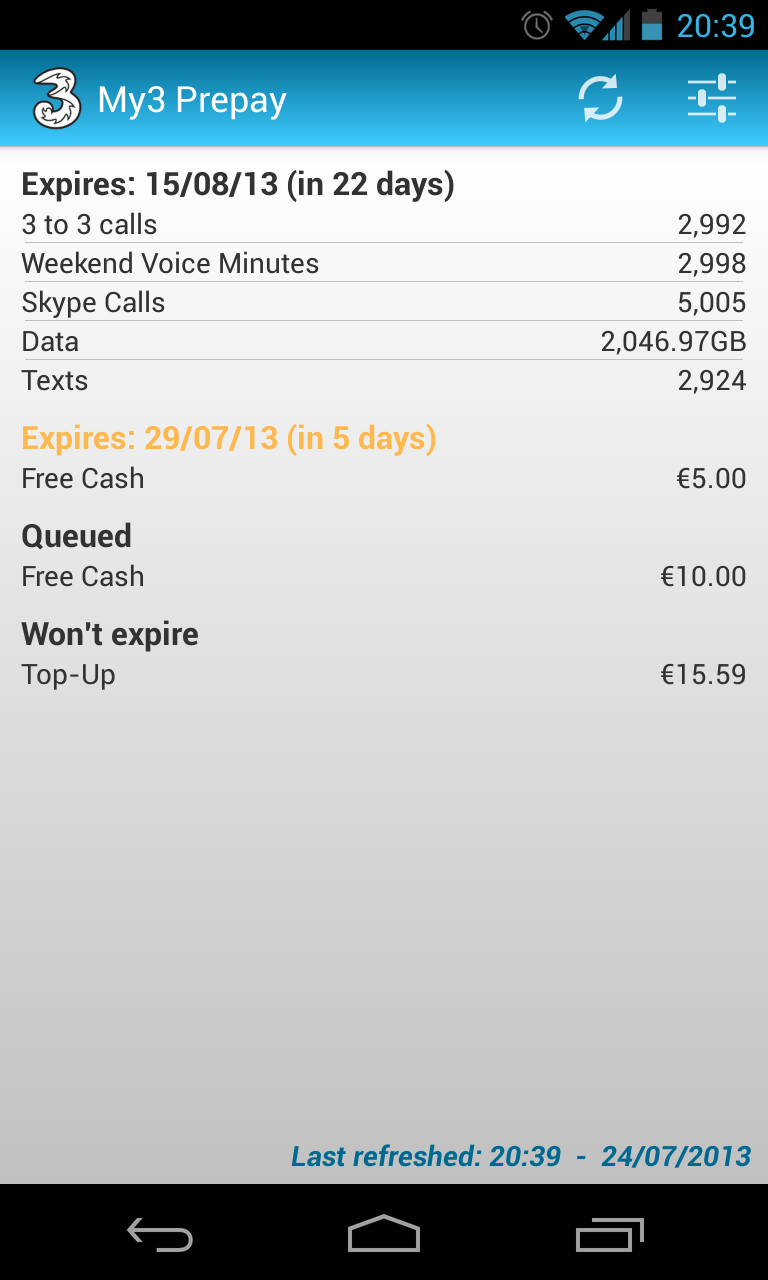 20:39
3 My3 Prepay
Expires: 15/08/13 (in 22 days)
3 to 3 calls 2,992
Weekend Voice Minutes 2,998
Skype Calls 5,005
Data 2,046.97GB
Texts 2,924
Expires: 29/07/13 (in 5 days)
Free Cash €5.00
Queued
Free Cash €10.00
Won't expire
Top-Up €15.59
Last refreshed: 20:39 - 24/07/2013